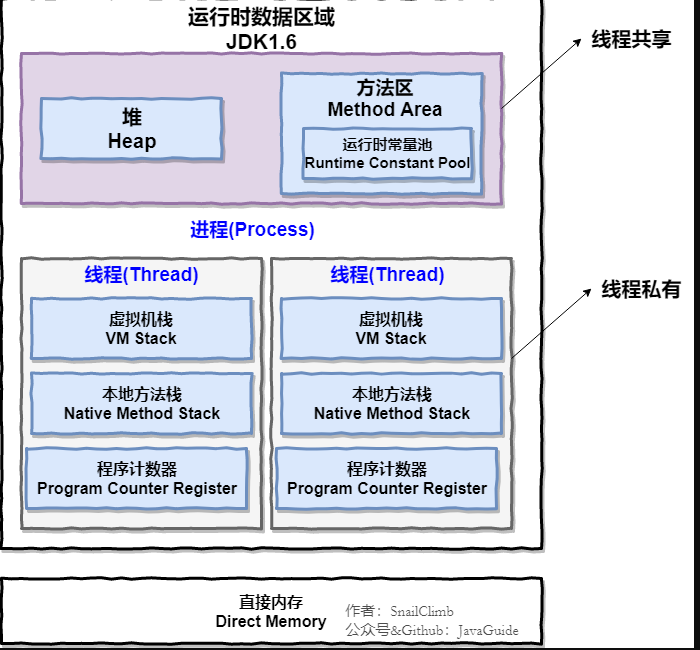 运行时数据区域
JDK1.6
线程共享
堆
Heap
方法区
Method Area
运行时常量池
Runtime Constant Pool
进程(Process)
线程(Thread)
虚拟机栈
VM Stack
本地方法栈
Native Method Stack
程序计数器
Program Counter Register
线程(Thread)
虚拟机栈
VM Stack
本地方法栈
Native Method Stack
程序计数器
Program Counter Register
线程私有
直接内存
Direct Memory
作者：SnailClimb
公众号&Github：JavaGuide